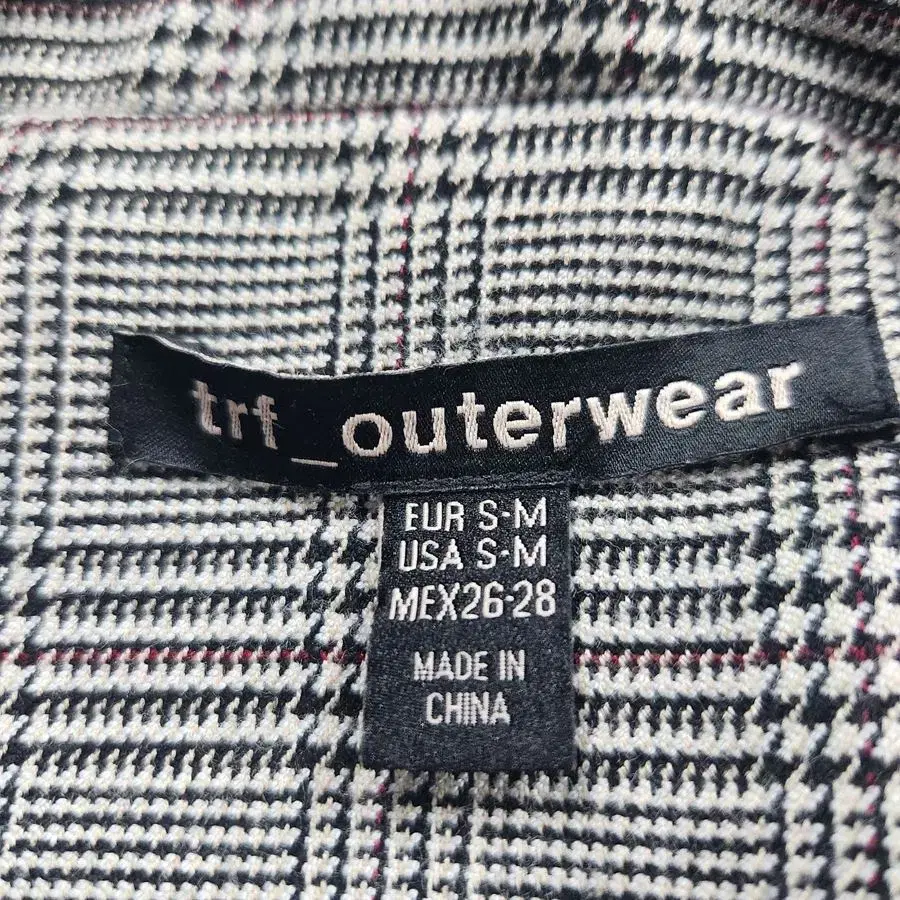 trf_outerwear
EUR S-M
USA S-M
MEX26-28
MADE IN
CHINA